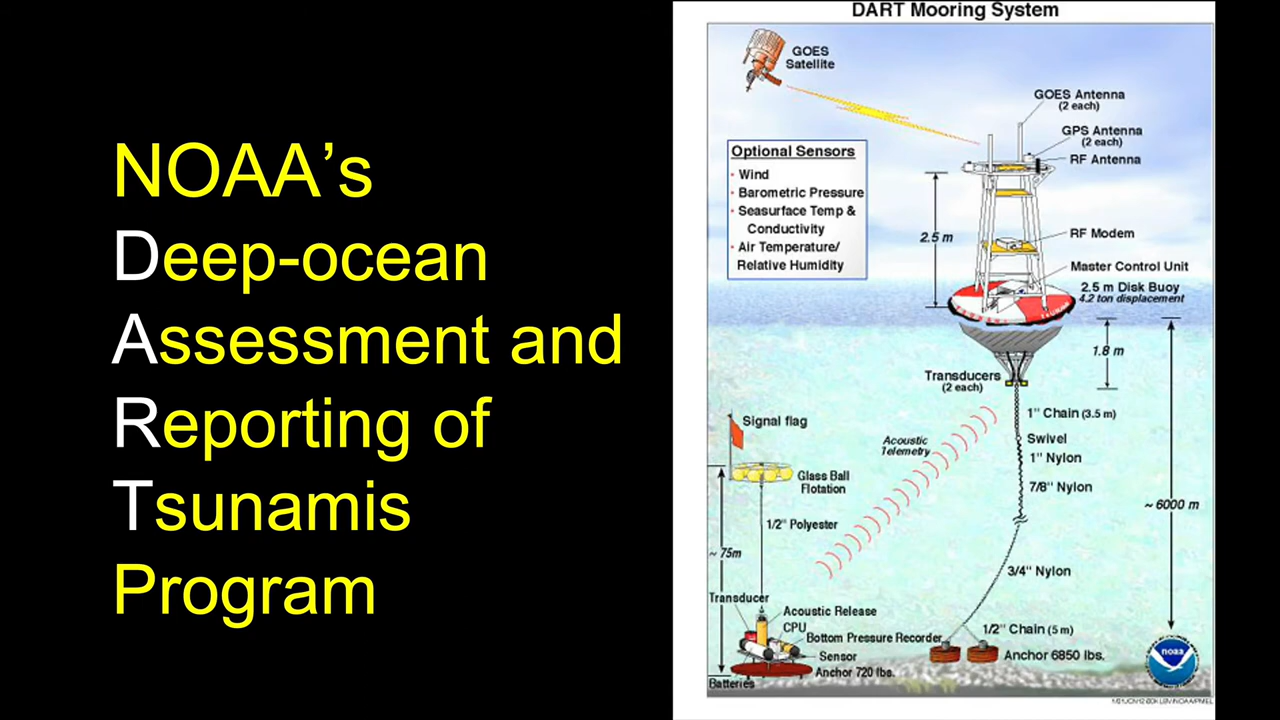 NOAA’s
Deep-ocean
Assessment and
Reporting of
Tsunamis
Program
DART Mooring System
GOES
Satellite
GOES Antenna
(2 each)
GPS Antenna
(2 each)
RF Antenna
Optional Sensors
• Wind
• Barometric Pressure
• Seasurface Temp &
Conductivity
• Air Temperature/
Relative Humidity
2.5 m
RF Modem
Master Control Unit
2.5 m Disk Buoy
4.2 ton displacement
TSUNAMI
1.8 m
Transducers
(2 each)
1" Chain (3.5 m)
Signal flag
Acoustic
Telemetry
Swivel
1" Nylon
Glass Ball
Flotation
7/8" Nylon
~ 6000 m
1/2" Polyester
~ 75m
3/4" Nylon
Transducer
Acoustic Release
CPU
1/2" Chain (5 m)
Bottom Pressure Recorder
Sensor
Anchor 6850 lbs.
Anchor 720 lbs.
Batteries
noaa